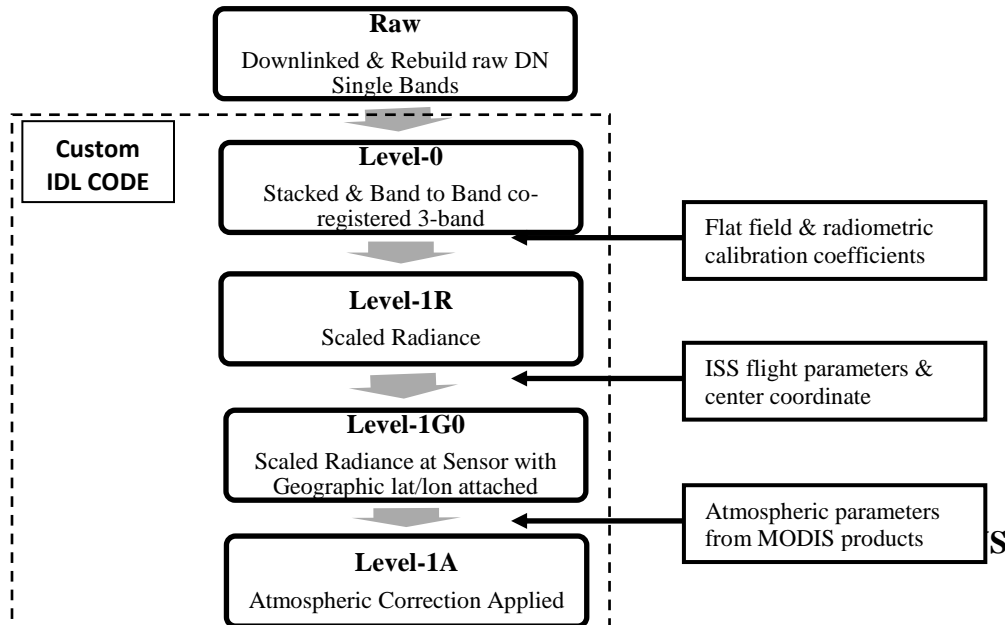 Raw
Downlinked & Rebuild raw DN
Single Bands
Custom
IDL CODE
Level-0
Stacked & Band to Band co-
registered 3-band
Flat field & radiometric
calibration coefficients
Level-1R
Scaled Radiance
ISS flight parameters &
center coordinate
Level-1G0
Scaled Radiance at Sensor with
Geographic lat/lon attached
Atmospheric parameters
from MODIS products
Level-1A
Atmospheric Correction Applied